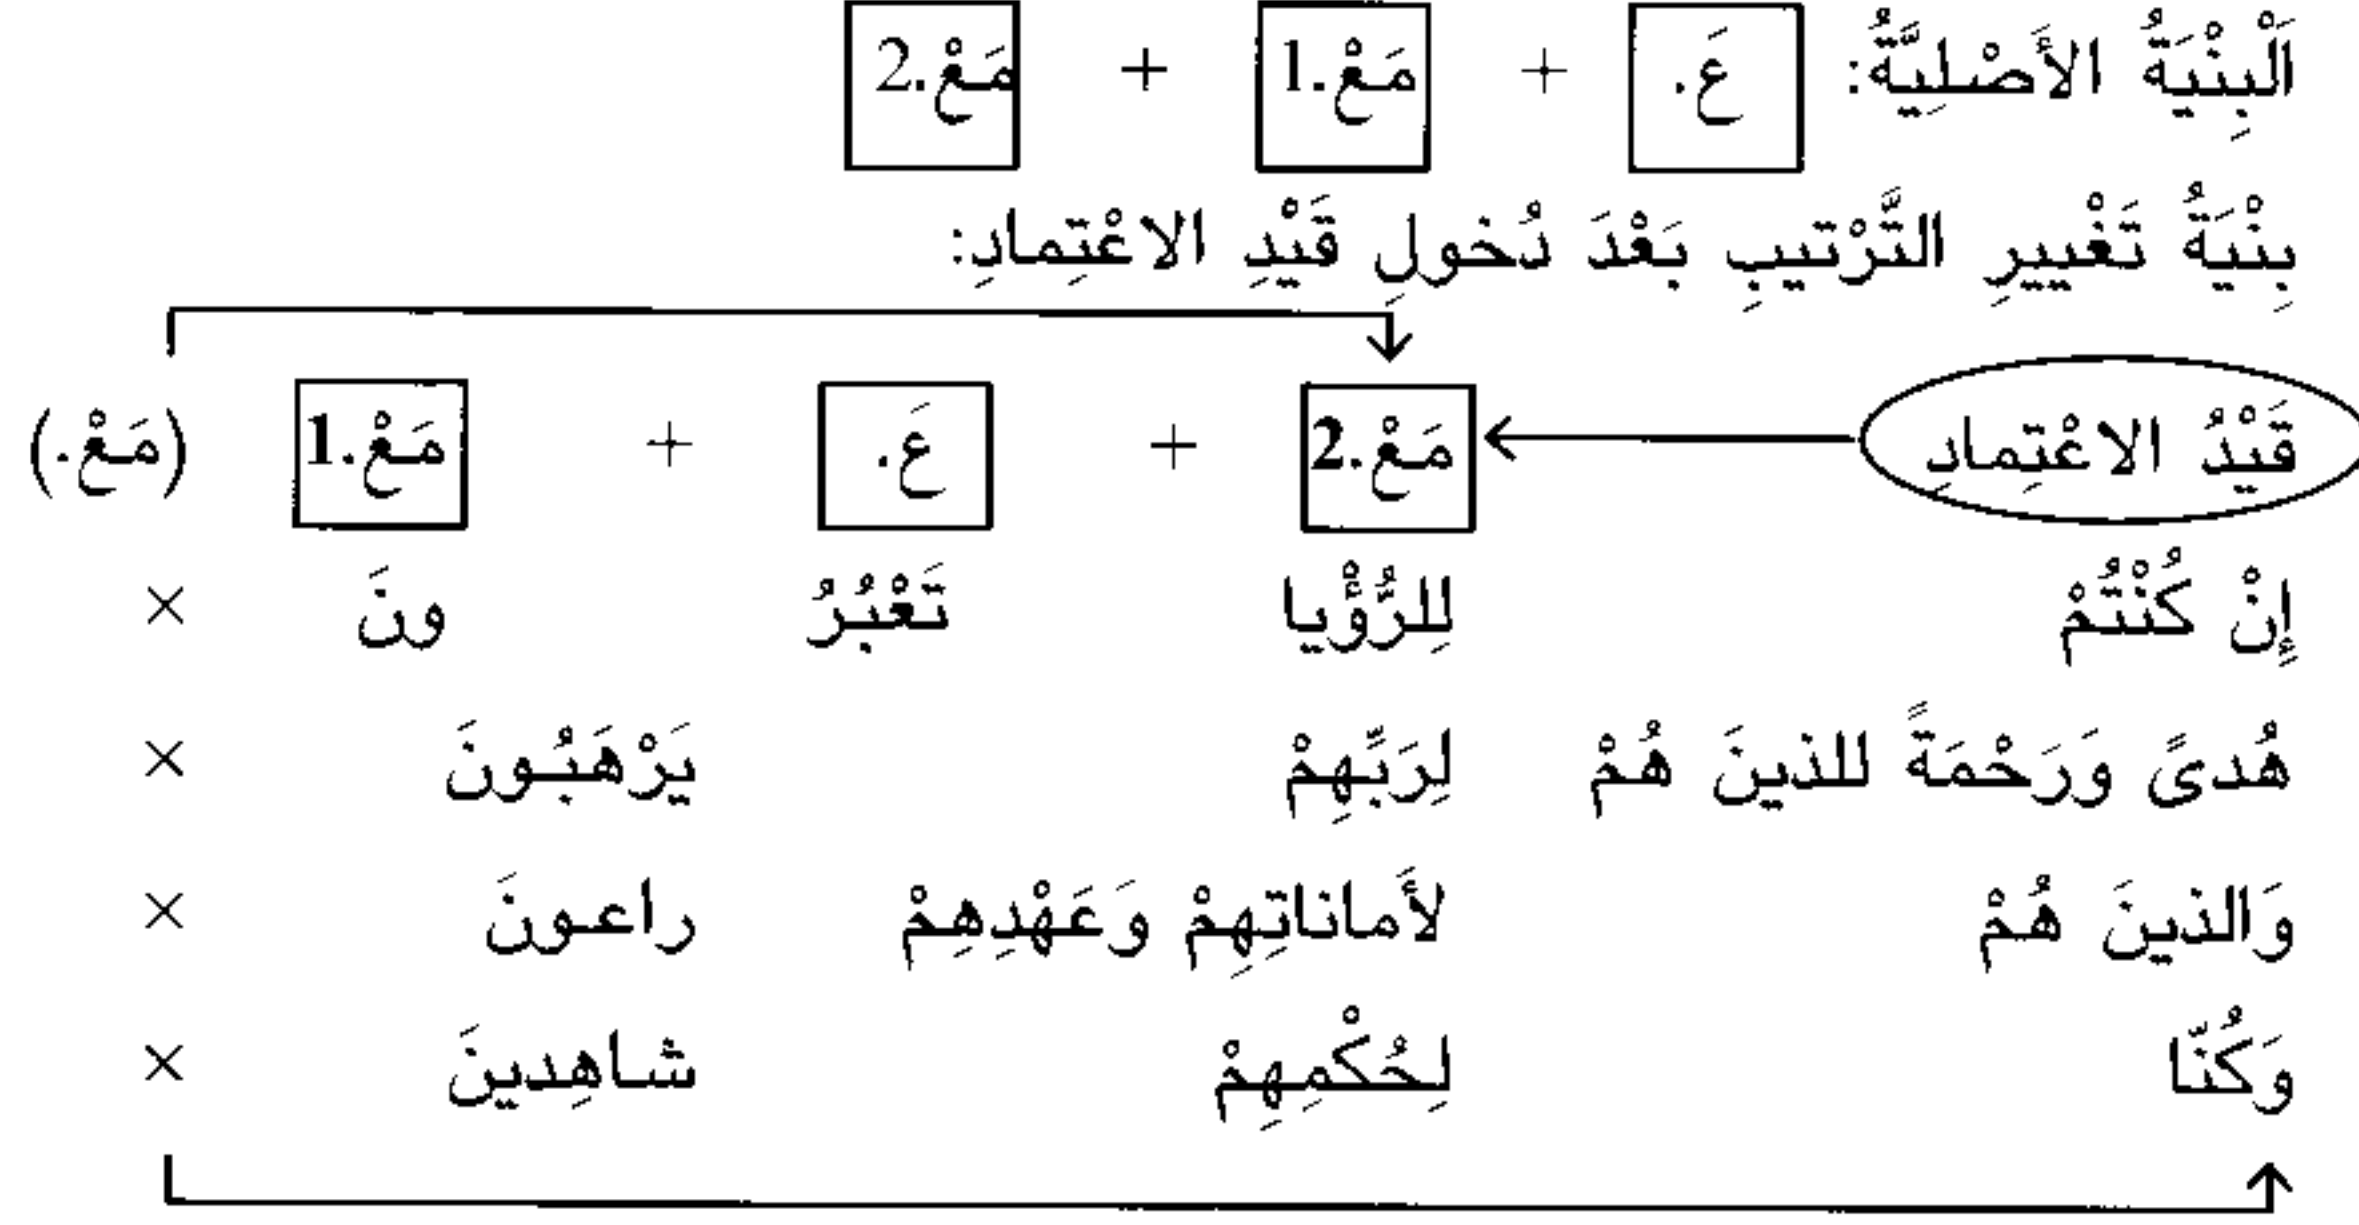 اَلْبِنْيَةُ الأَصْلِيَّةُ: عَ. + مَعْ.1 + مَعْ.2
بِنْيَةُ تَغْييرِ التَّرْتيبِ بَعْدَ دُخولِ قَيْدِ الاعْتِمادِ:
قَيْدُ الاعْتِمادِ مَعْ.2 + عَ. + مَعْ.1 (مَعْ.)
إِنْ كُنْتُمْ لِلرُّؤْيا تَعْبُرُ ونَ ×
هُدىً وَرَحْمَةً للذينَ هُمْ لِرَبِّهِمْ يَرْهَبُونَ ×
وَالذينَ هُمْ لأَماناتِهِمْ وَعَهْدِهِمْ راعونَ ×
وَكُنّا لِحُكْمِهِمْ شاهِدينَ ×